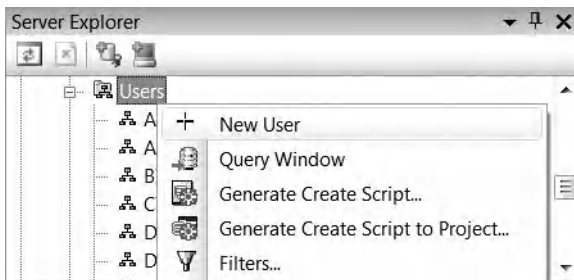 Server Explorer
Users
A
New User
A
Query Window
B
Generate Create Script...
C
Generate Create Script to Project...
D
D
Filters...